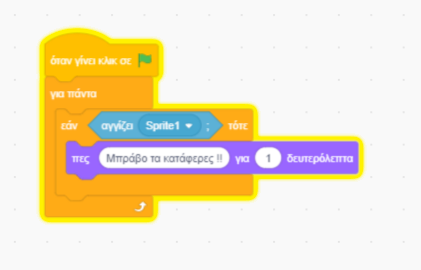 όταν γίνει κλικ σε
για πάντα
εάν αγγίζει Sprite1 ; τότε
πες Μπράβο τα κατάφερες !! για 1 δευτερόλεπτα